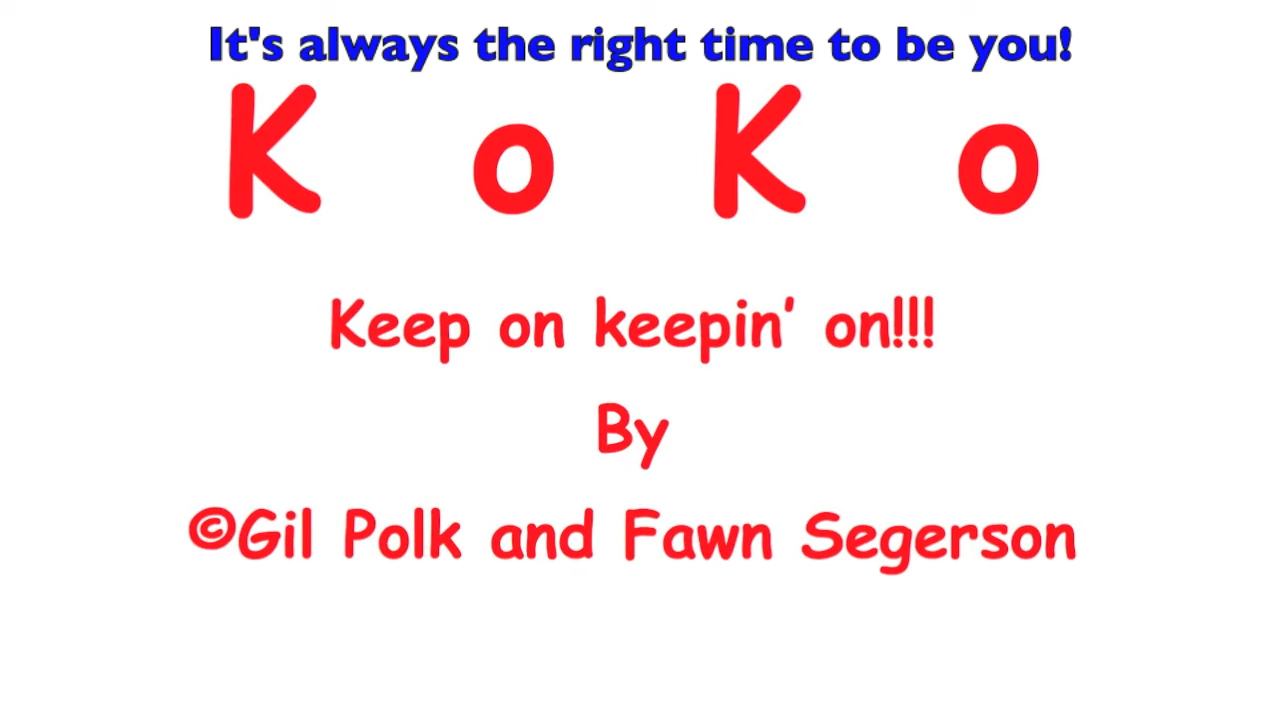 It's always the right time to be you!
K o K o
Keep on keepin’ on!!!
By
©Gil Polk and Fawn Segerson